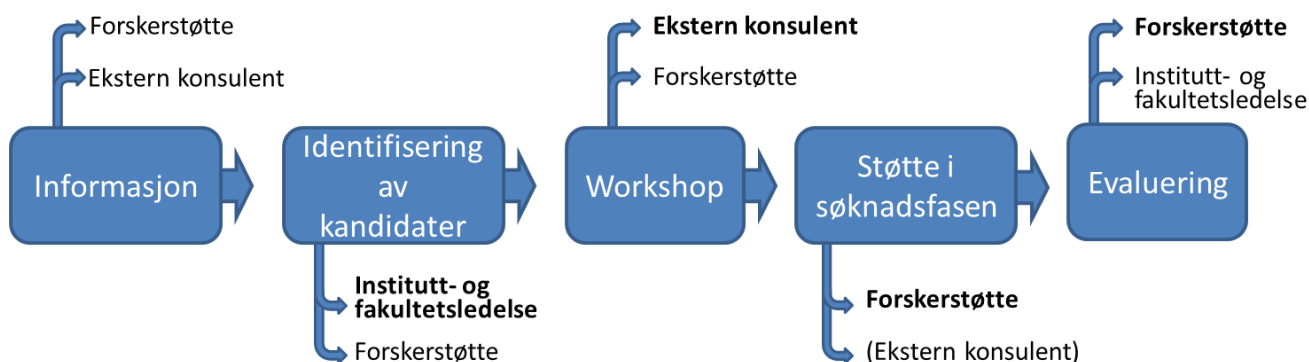 Forskerstøtte
Ekstern konsulent
Informasjon
Identifisering
av
kandidater
Institutt- og
fakultetsledelse
Forskerstøtte
Ekstern konsulent
Forskerstøtte
Workshop
Støtte i
søknadsfasen
Forskerstøtte
(Ekstern konsulent)
Forskerstøtte
Institutt- og
fakultetsledelse
Evaluering